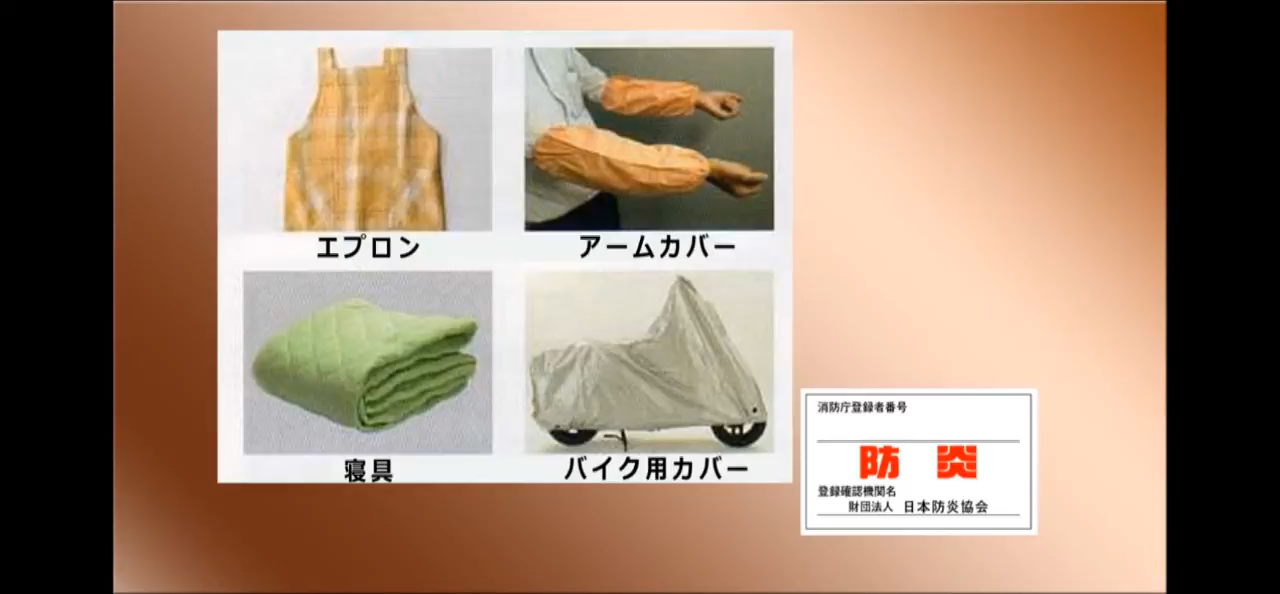 エプロン
アームカバー
寝具
バイク用カバー
消防庁登録者番号
防炎
登録確認機関名
財団法人 日本防炎協会